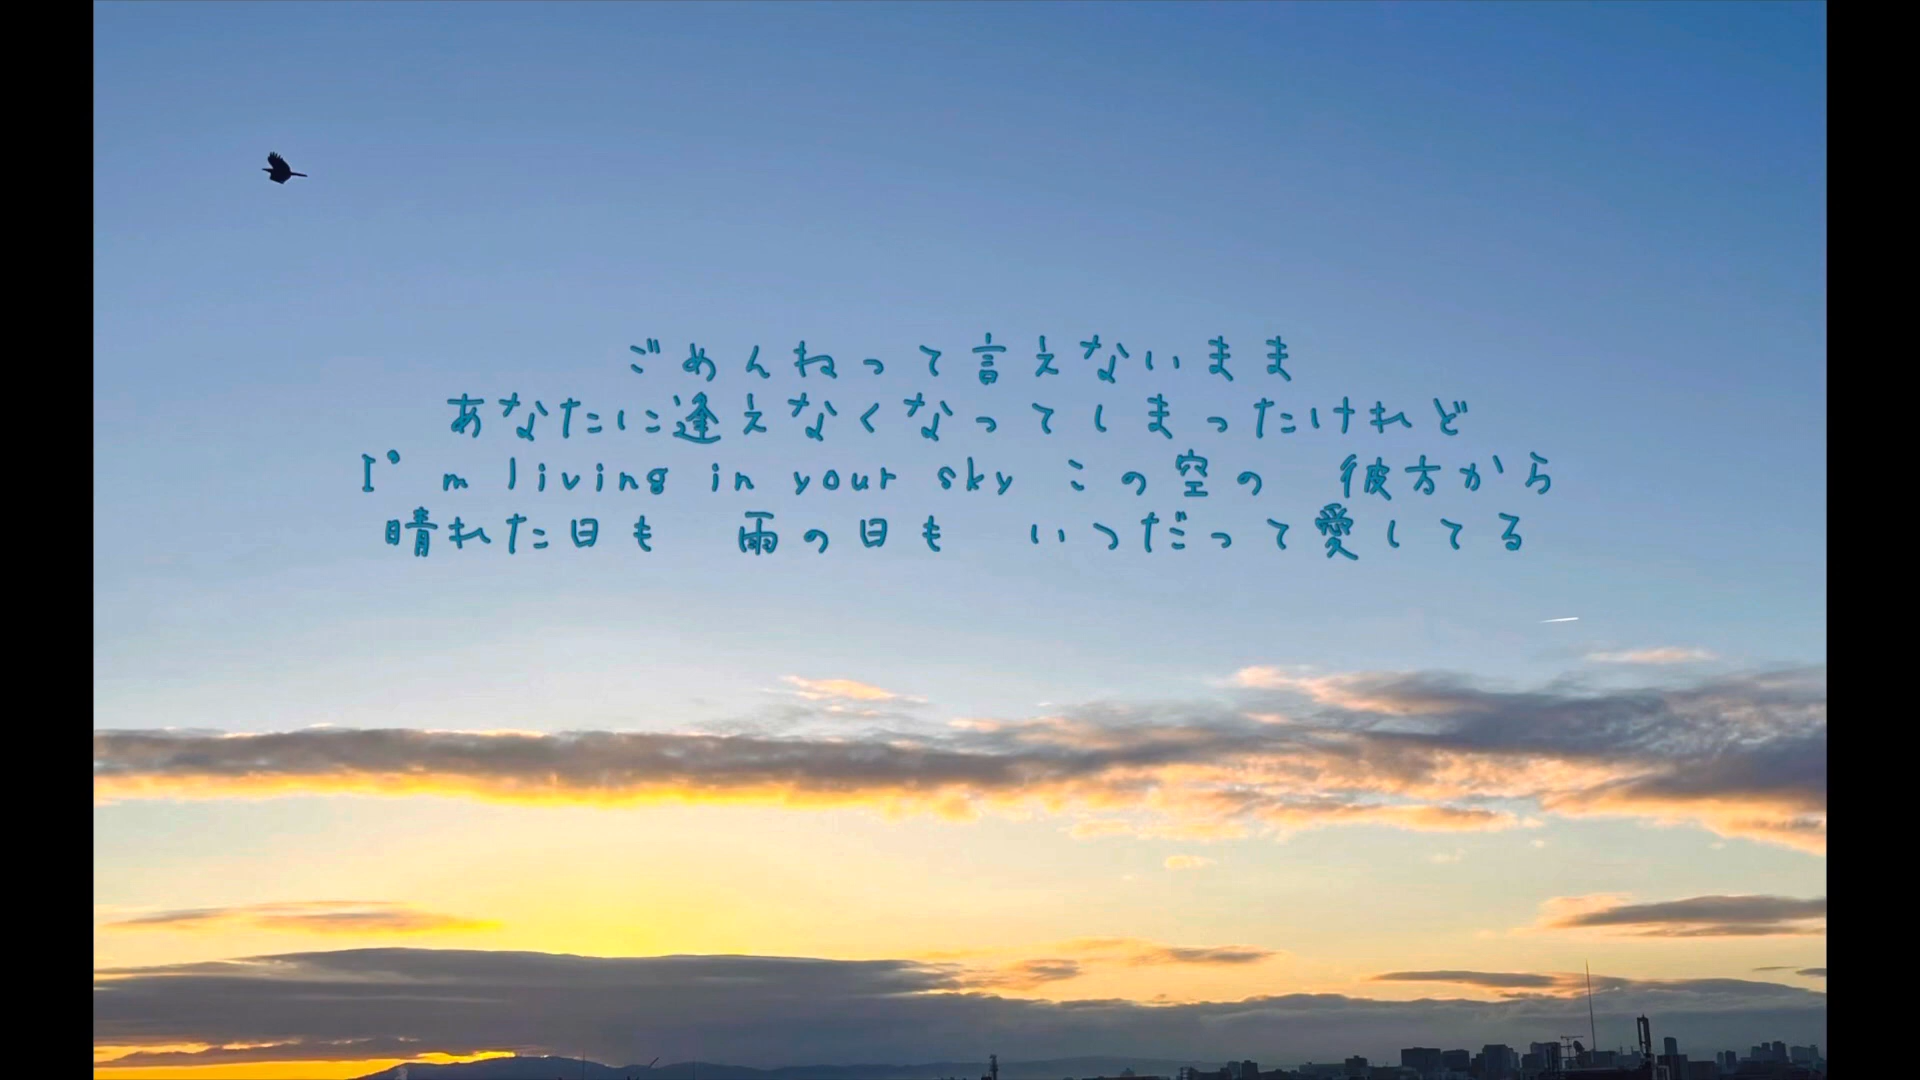 ごめんねって言えないまま
あなたに逢えなくなってしまったけれど
I'm living in your sky この空の　彼方から
晴れた日も　雨の日も　いつだって愛してる